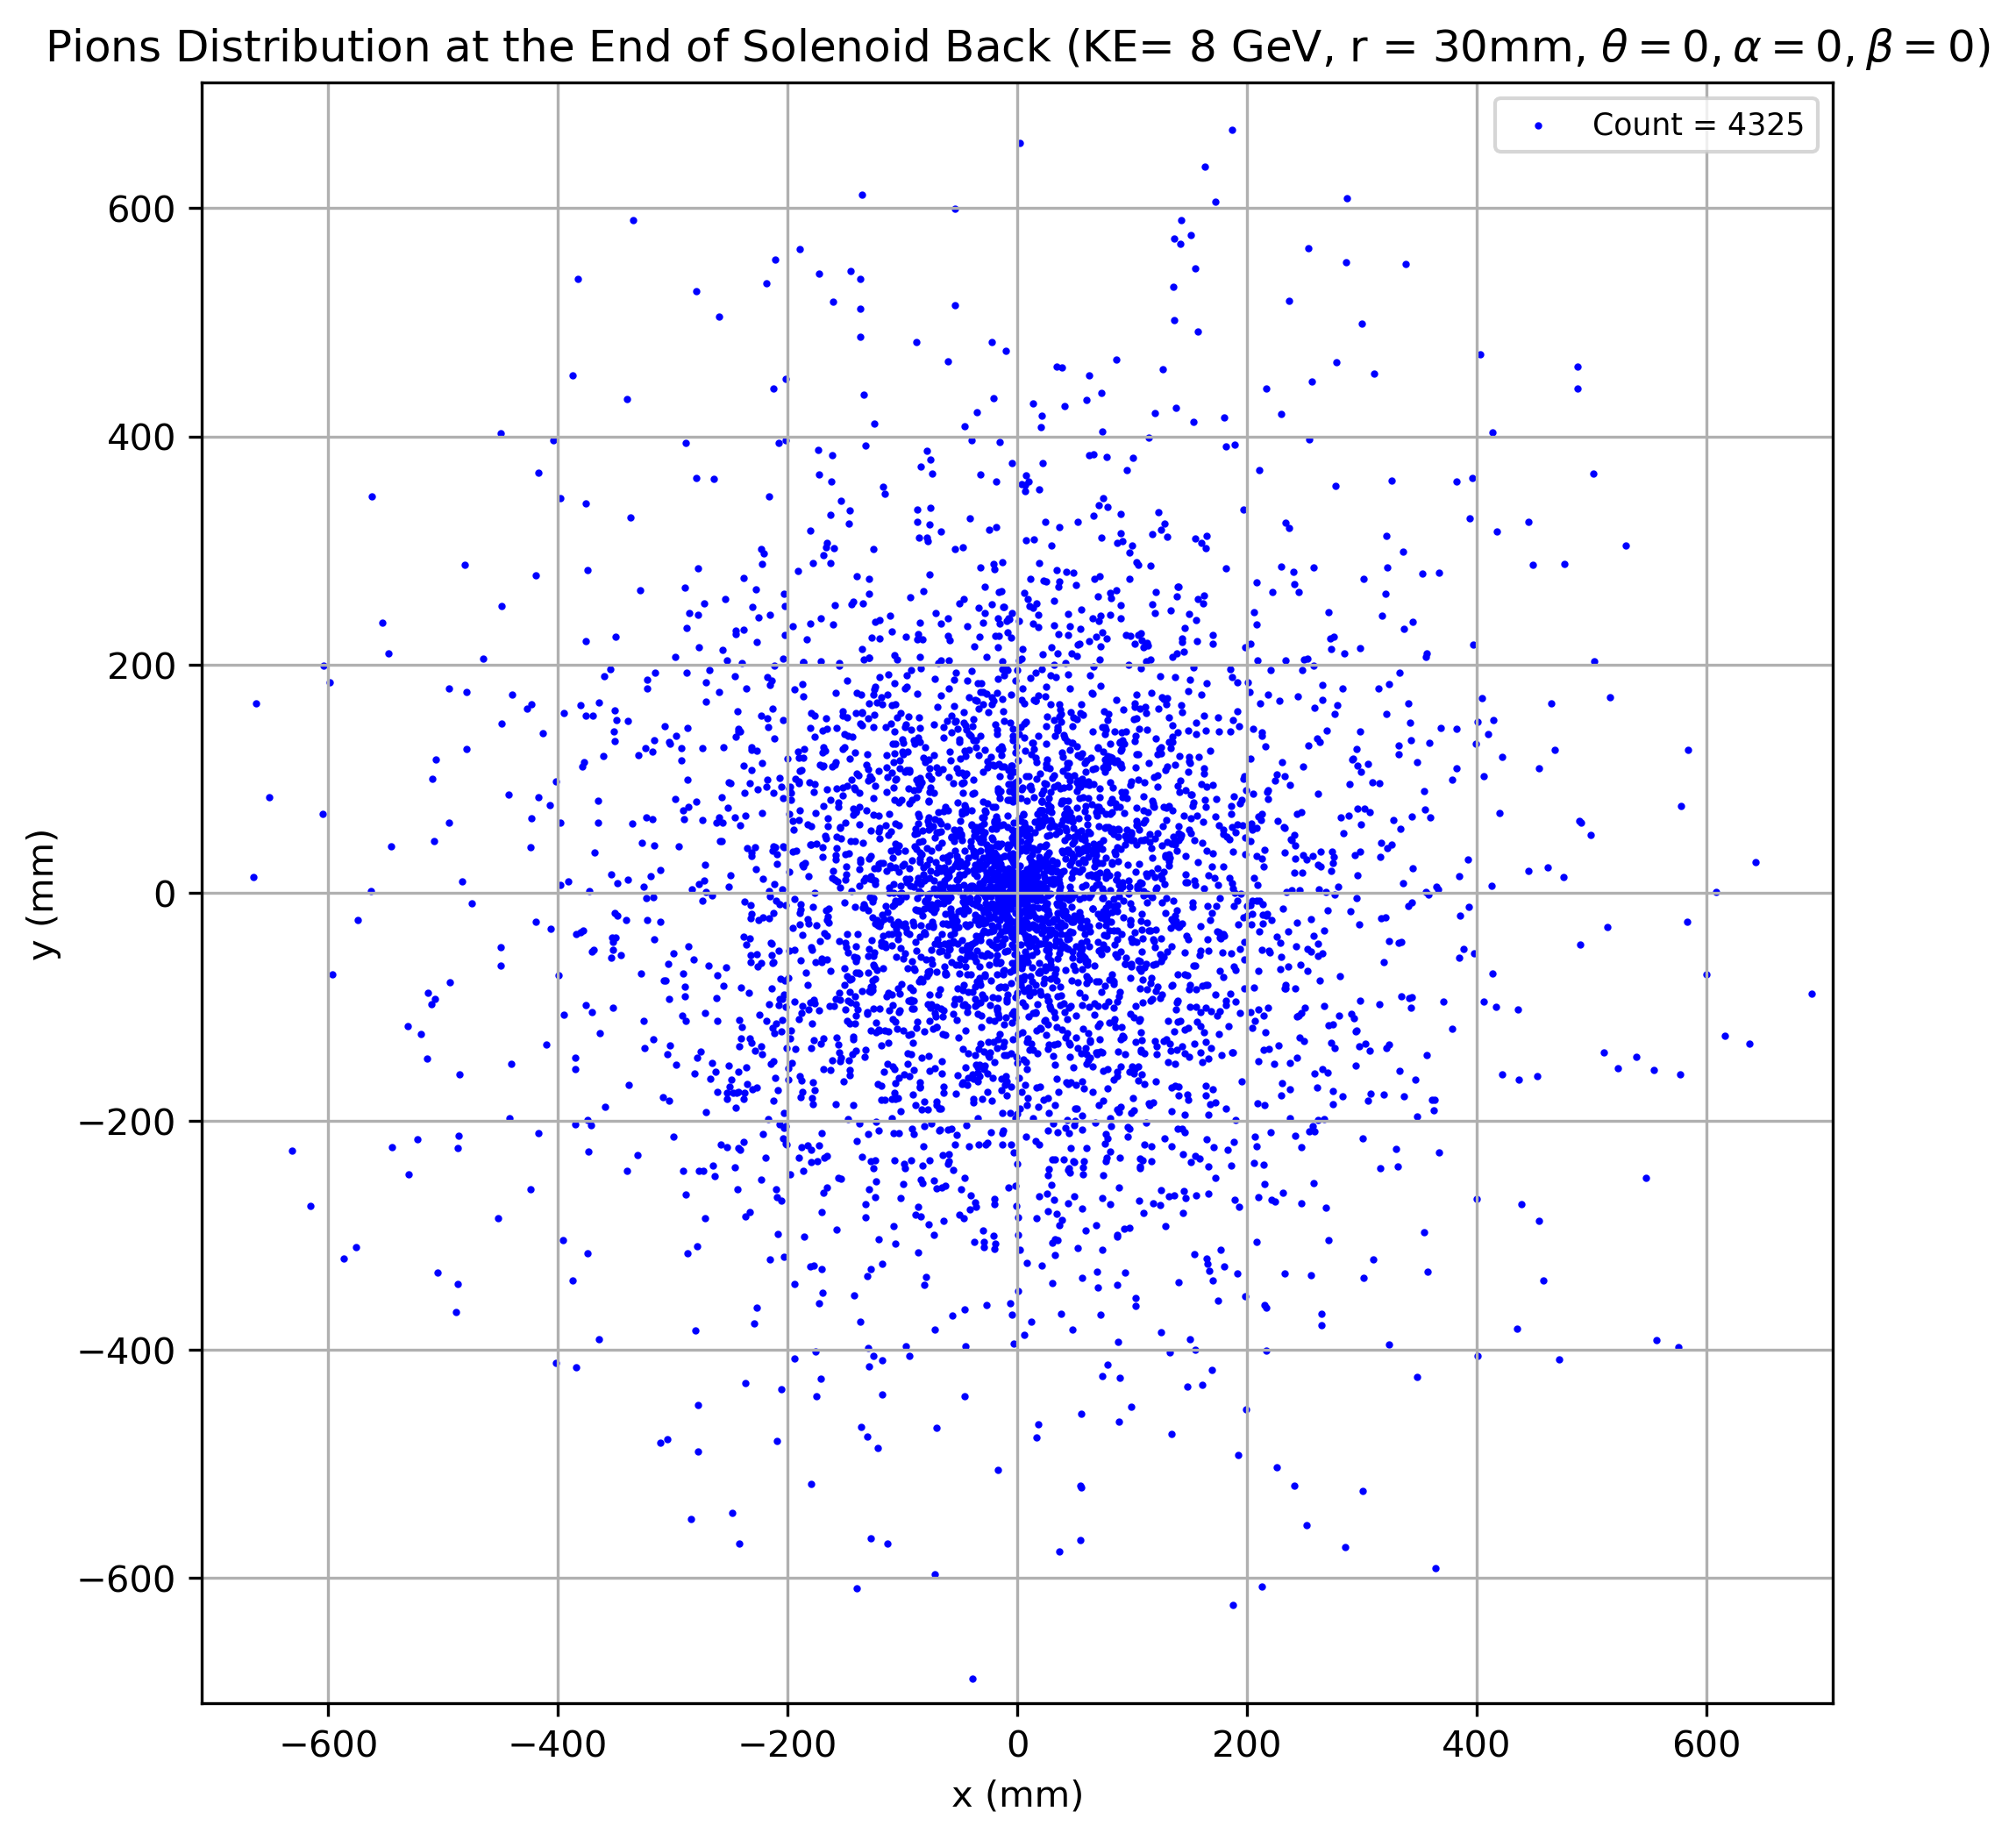 Pions Distribution at the End of Solenoid Back (KE= 8 GeV, r = 30mm, θ = 0, α = 0, β = 0)
Count = 4325
600
400
200
0
−200
−400
−600
y (mm)
−600 −400 −200 0 200 400 600
x (mm)